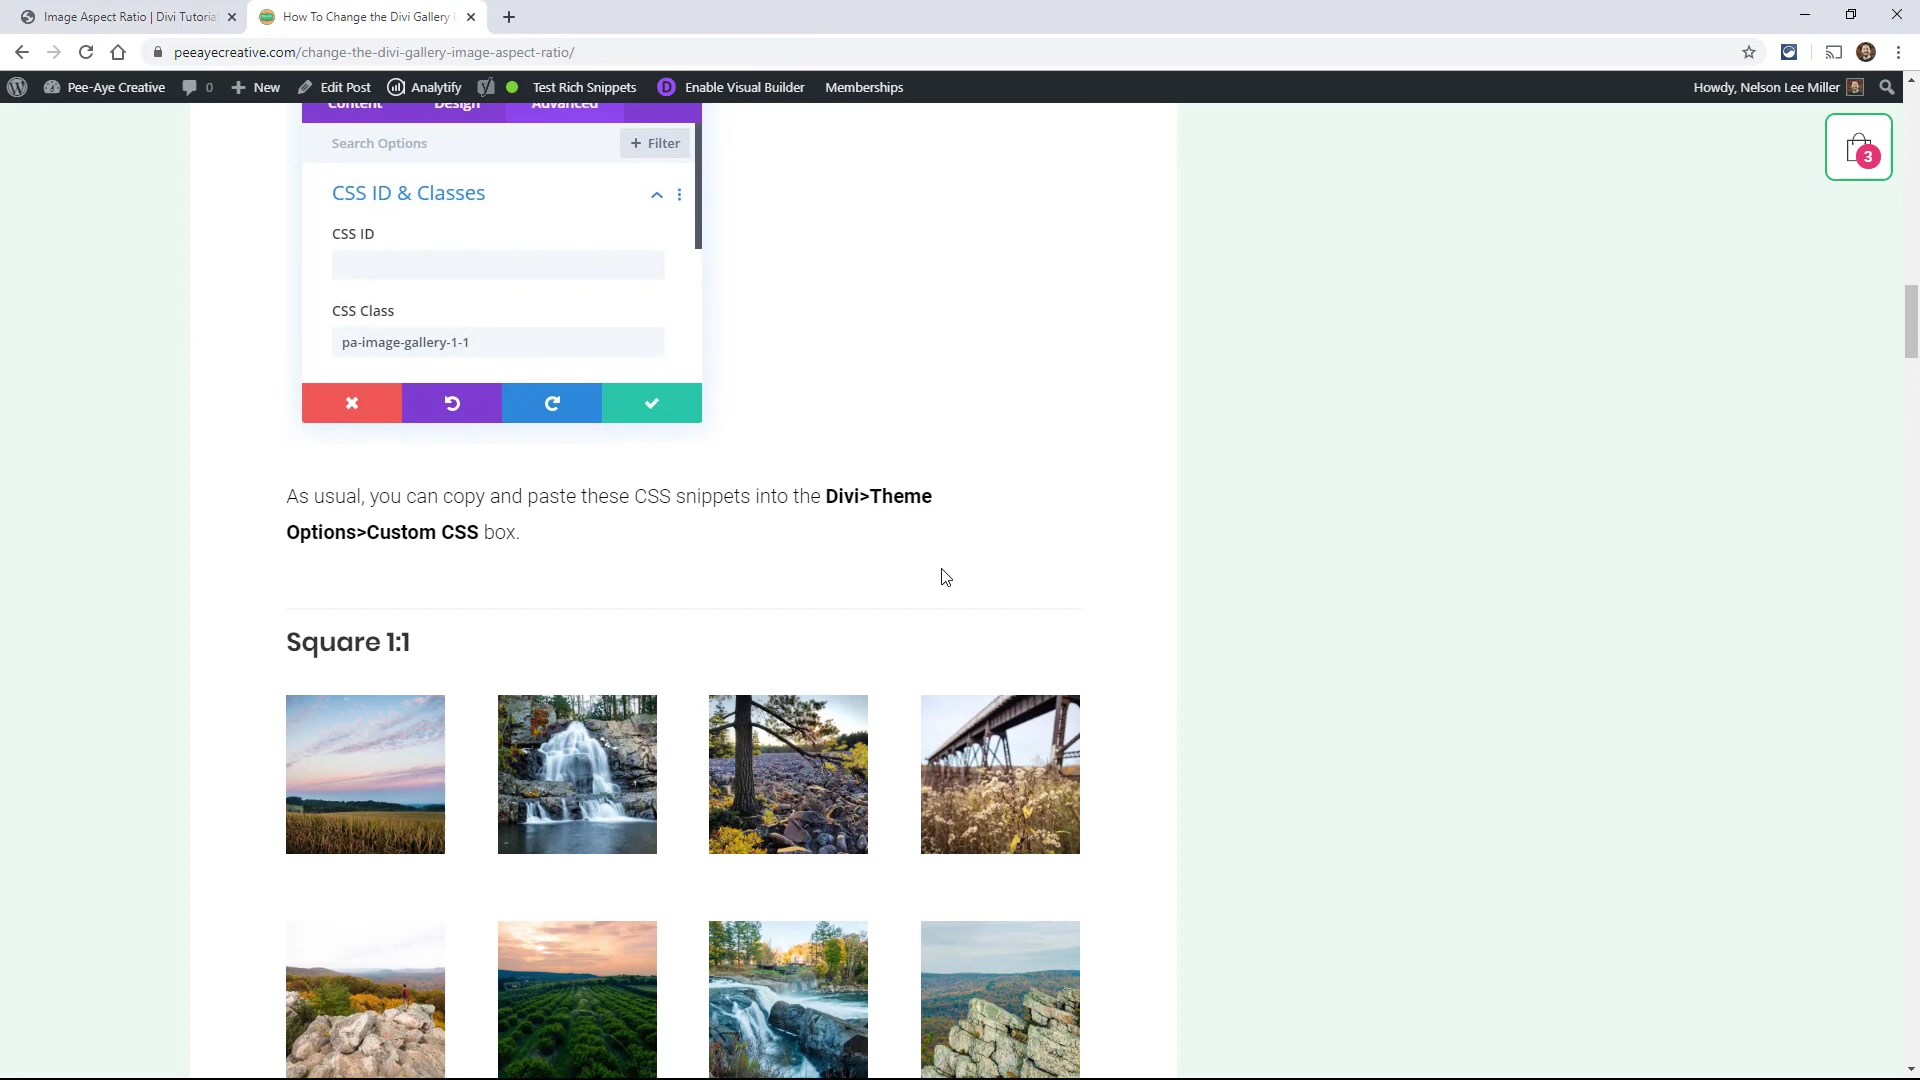 Image Aspect Ratio | Divi Tutoria
How To Change the Divi Gallery
peeayecreative.com/change-the-divi-gallery-image-aspect-ratio/
Pee-Aye Creative
0
New
Edit Post
Analytify
Test Rich Snippets
Enable Visual Builder
Memberships
Howdy, Nelson Lee Miller
3
Content
Design
Advanced
Search Options
+ Filter
CSS ID & Classes
CSS ID
CSS Class
pa-image-gallery-1-1
As usual, you can copy and paste these CSS snippets into the Divi>Theme
Options>Custom CSS box.
Square 1:1